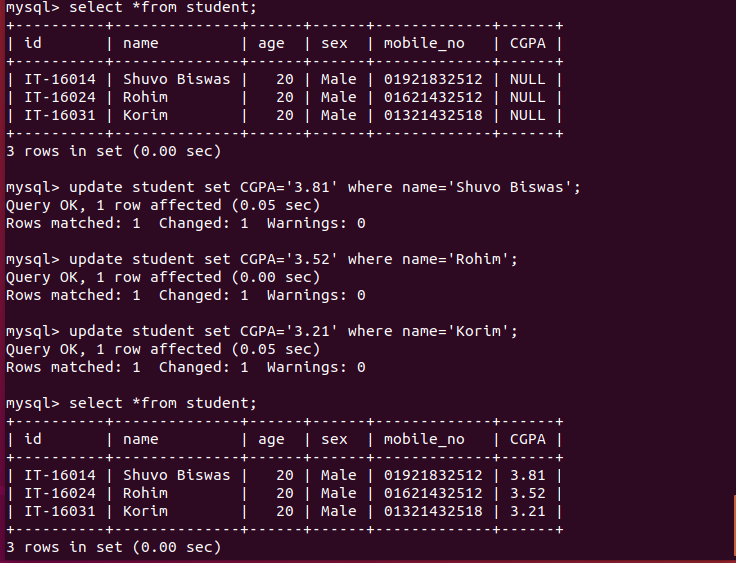 mysql> select *from student;
+----------+--------------+------+------+-------------+------+
| id       | name         | age  | sex  | mobile_no   | CGPA |
+----------+--------------+------+------+-------------+------+
| IT-16014 | Shuvo Biswas |   20 | Male | 01921832512 | NULL |
| IT-16024 | Rohim        |   20 | Male | 01621432512 | NULL |
| IT-16031 | Korim        |   20 | Male | 01321432518 | NULL |
+----------+--------------+------+------+-------------+------+
3 rows in set (0.00 sec)

mysql> update student set CGPA='3.81' where name='Shuvo Biswas';
Query OK, 1 row affected (0.05 sec)
Rows matched: 1  Changed: 1  Warnings: 0

mysql> update student set CGPA='3.52' where name='Rohim';
Query OK, 1 row affected (0.00 sec)
Rows matched: 1  Changed: 1  Warnings: 0

mysql> update student set CGPA='3.21' where name='Korim';
Query OK, 1 row affected (0.05 sec)
Rows matched: 1  Changed: 1  Warnings: 0

mysql> select *from student;
+----------+--------------+------+------+-------------+------+
| id       | name         | age  | sex  | mobile_no   | CGPA |
+----------+--------------+------+------+-------------+------+
| IT-16014 | Shuvo Biswas |   20 | Male | 01921832512 | 3.81 |
| IT-16024 | Rohim        |   20 | Male | 01621432512 | 3.52 |
| IT-16031 | Korim        |   20 | Male | 01321432518 | 3.21 |
+----------+--------------+------+------+-------------+------+
3 rows in set (0.00 sec)